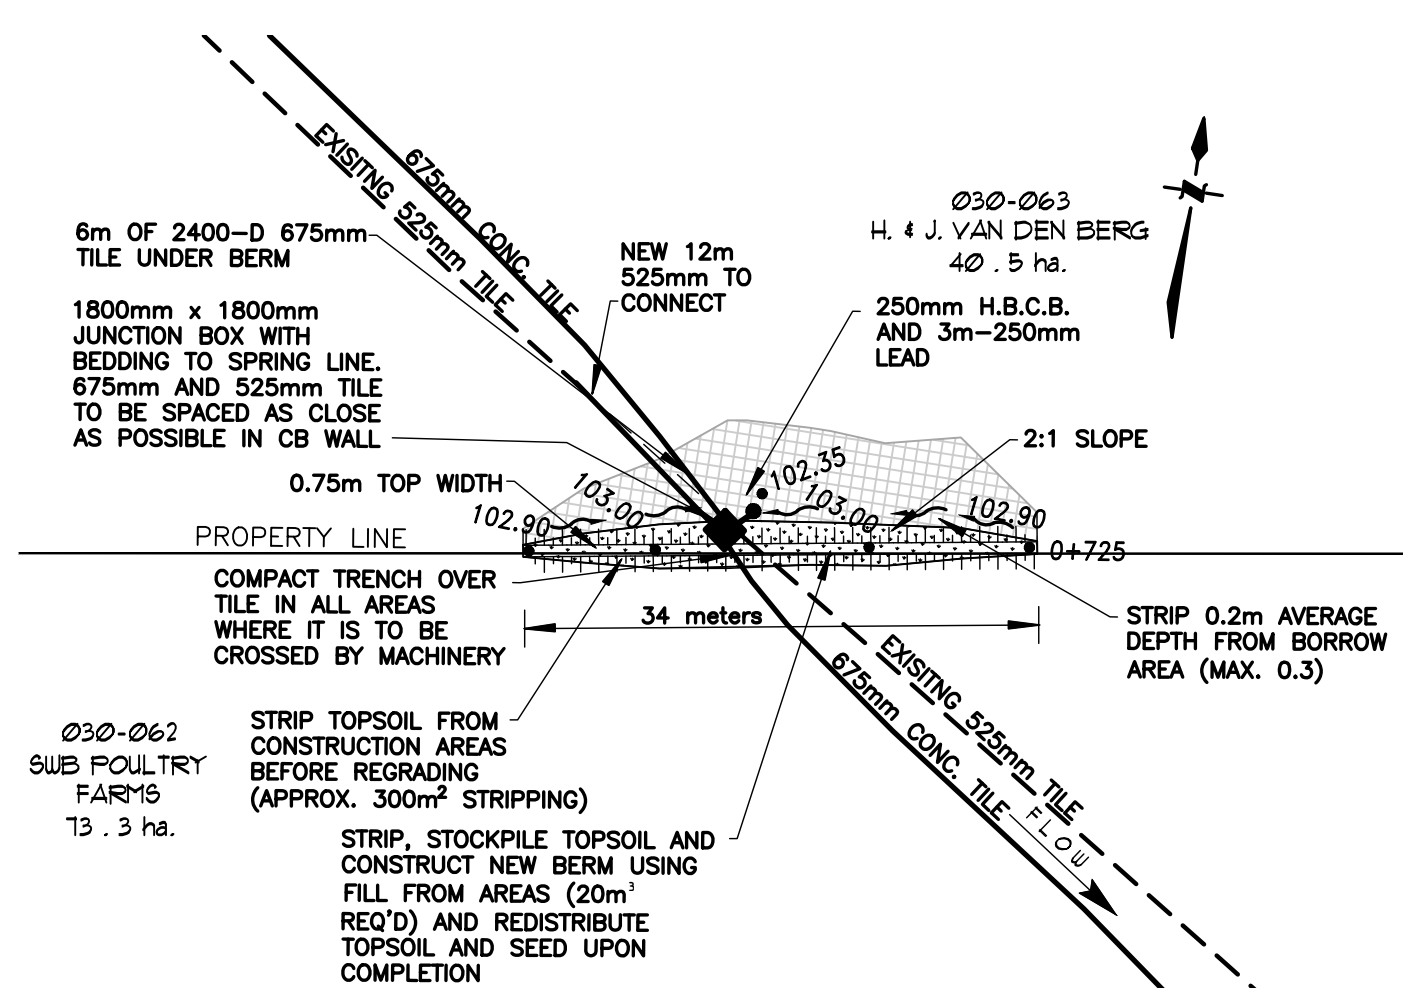 EXISITNG 525mm TILE
675mm CONC. TILE
Ø3Ø-Ø63
H. & J. VAN DEN BERG
4Ø . 5 ha.
6m OF 2400-D 675mm
TILE UNDER BERM
NEW 12m
525mm TO
CONNECT
1800mm x 1800mm
JUNCTION BOX WITH
BEDDING TO SPRING LINE.
675mm AND 525mm TILE
TO BE SPACED AS CLOSE
AS POSSIBLE IN CB WALL
250mm H.B.C.B.
AND 3m-250mm
LEAD
2:1 SLOPE
0.75m TOP WIDTH
102.35
103.00
103.00
102.90
102.90
PROPERTY LINE
0+725
COMPACT TRENCH OVER
TILE IN ALL AREAS
WHERE IT IS TO BE
CROSSED BY MACHINERY
34 meters
STRIP 0.2m AVERAGE
DEPTH FROM BORROW
AREA (MAX. 0.3)
EXISITNG 525mm TILE
675mm CONC. TILE
FLOW
Ø3Ø-Ø62
SWB POULTRY
FARMS
73 . 3 ha.
STRIP TOPSOIL FROM
CONSTRUCTION AREAS
BEFORE REGRADING
(APPROX. 300m² STRIPPING)
STRIP, STOCKPILE TOPSOIL AND
CONSTRUCT NEW BERM USING
FILL FROM AREAS (20m³
REQ'D) AND REDISTRIBUTE
TOPSOIL AND SEED UPON
COMPLETION